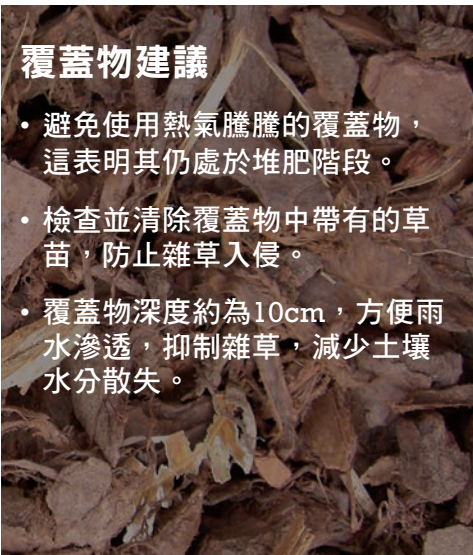 覆蓋物建議
• 避免使用熱氣騰騰的覆蓋物，
這表明其仍處於堆肥階段。
• 檢查並清除覆蓋物中帶有的草
苗，防止雜草入侵。
• 覆蓋物深度約為10cm，方便雨
水滲透，抑制雜草，減少土壤
水分散失。